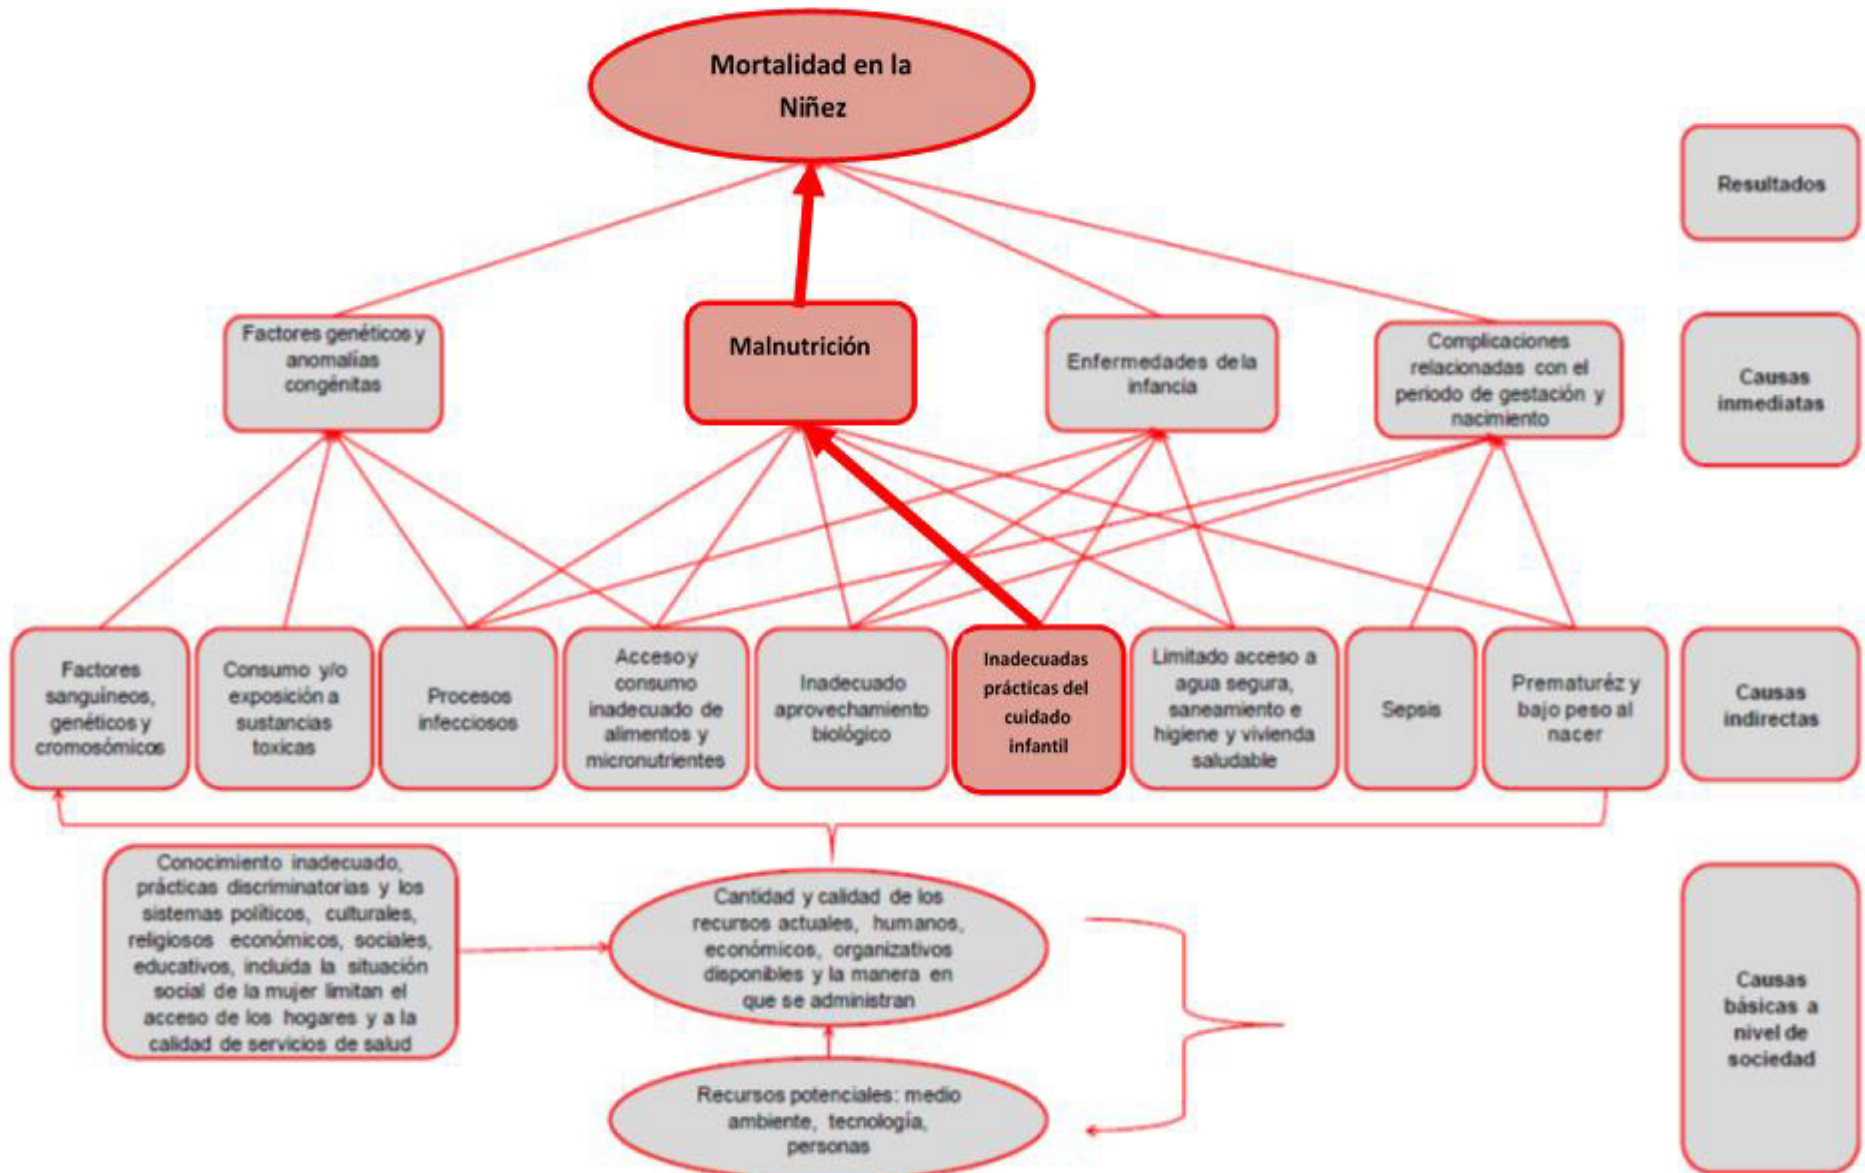 Mortalidad en la
Niñez
Resultados
Factores genéticos y
anomalías
congénitas
Malnutrición
Enfermedades dela
infancia
Complicaciones
relacionadas con el
periodo de gestación y
nacimiento
Causas
inmediatas
Factores
sanguíneos,
genéticos y
cromosómicos
Consumo y/o
exposición a
sustancias
toxicas
Procesos
infecciosos
Acceso y
consumo
inadecuado de
alimentos y
micronutrientes
Inadecuado
aprovechamiento
biológico
Inadecuadas
prácticas del
cuidado
infantil
Limitado acceso a
agua segura,
saneamiento e
higiene y vivienda
saludable
Sepsis
Prematuréz y
bajo peso al
nacer
Causas
indirectas
Conocimiento inadecuado,
prácticas discriminatorias y los
sistemas políticos, culturales,
religiosos económicos, sociales,
educativos, incluida la situación
social de la mujer limitan el
acceso de los hogares y a la
calidad de servicios de salud
Cantidad y calidad de los
recursos actuales, humanos,
económicos, organizativos
disponibles y la manera en
que se administran
Recursos potenciales: medio
ambiente, tecnología,
personas
Causas
básicas a
nivel de
sociedad